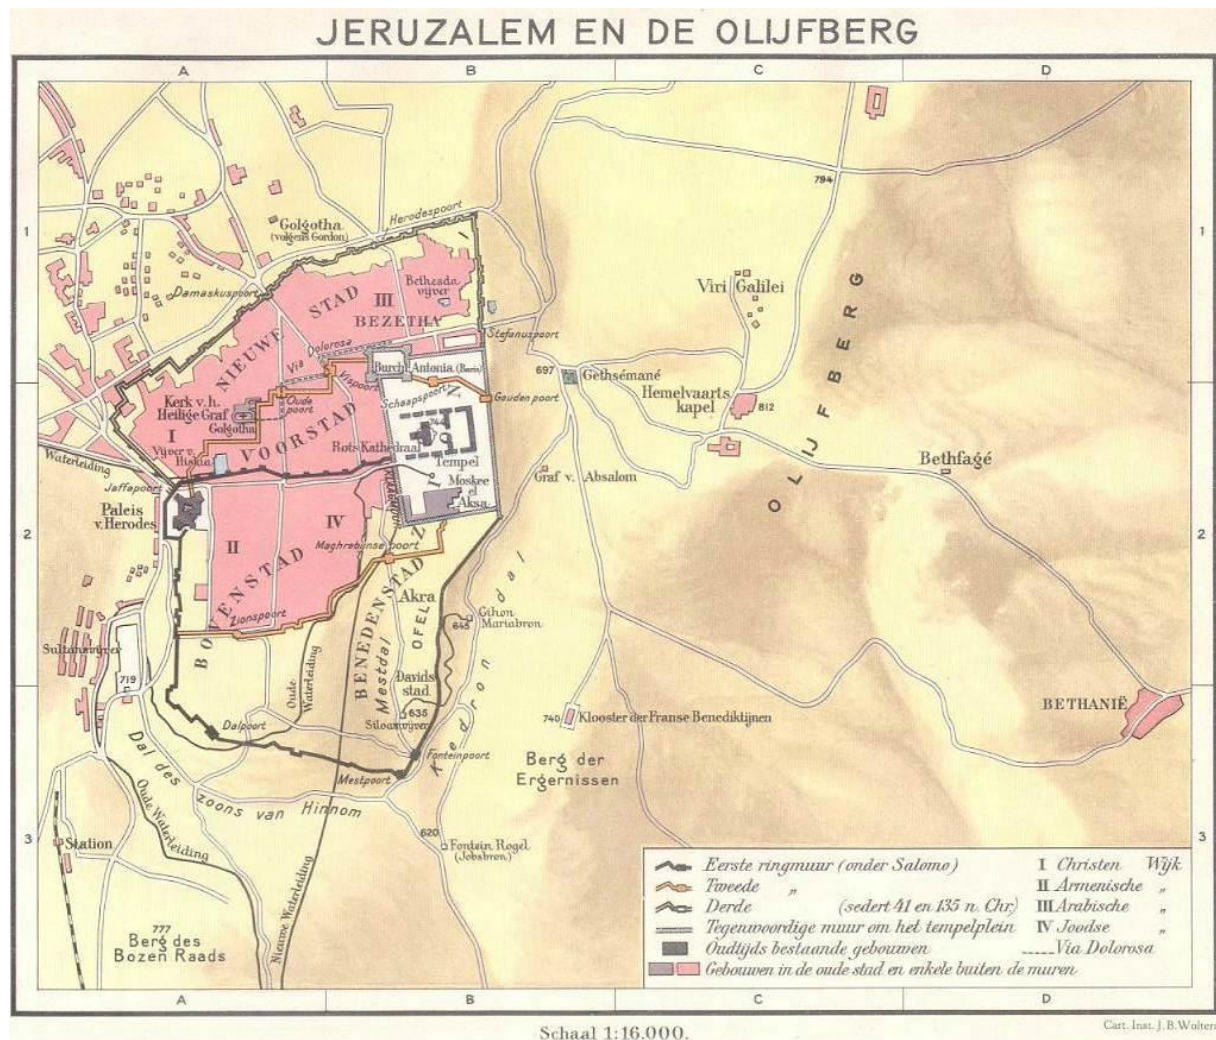 JERUZALEM EN DE OLIJFBERG
A
B
C
D
1
794
Herodespoort
Golgotha
(volgens Gordon)
1
Damaskuspoort
Bethesda
vijver
III
BEZETHA
NIEUWE STAD
Viri Galilei
OLIJFBERG
Stefanuspoort
Via Dolorosa
Vispoort
Burch Antonia (Baris)
697
Gethsémané
Schaapspoort
Gouden poort
Hemelvaarts
kapel
812
Kerk v.h.
Heilige Graf
Golgotha
Oude
poort
I
VOORSTAD
744
Vijver v.
Hiskia
Rots Kathedraal
Tempel
Waterleiding
Jaffapoort
Graf v. Absalom
Bethfagé
Moskee
el
Aksa
Paleis
v. Herodes
2
II
IV
Maghrebijnse poort
2
BOVENSTAD
Zionspoort
BENEDENSTAD
Akra
OFEL
Gihon
Mariabron
645
Sultansvijver
719
Mestdal
Oude
Waterleiding
Davids
stad
635
Siloasvijver
Kedron dal
740
Klooster der Franse Benediktijnen
BETHANIË
Dalpoort
Fonteinpoort
Mestpoort
Berg der
Ergernissen
Dal des zoons van Hinnom
Oude Waterleiding
3
Station
620
Fontein Rogel
(Jobsbron)
3
Nieuwe Waterleiding
777
Berg des
Bozen Raads
Eerste ringmuur (onder Salomo)
Tweede „
Derde (sedert 41 en 135 n. Chr.)
Tegenwoordige muur om het tempelplein
Oudtijds bestaande gebouwen
Gebouwen in de oude stad en enkele buiten de muren
I Christen Wijk
II Armenische „
III Arabische „
IV Joodse „
Via Dolorosa
A
B
C
D
Schaal 1:16.000.
Cart. Inst. J. B. Wolters